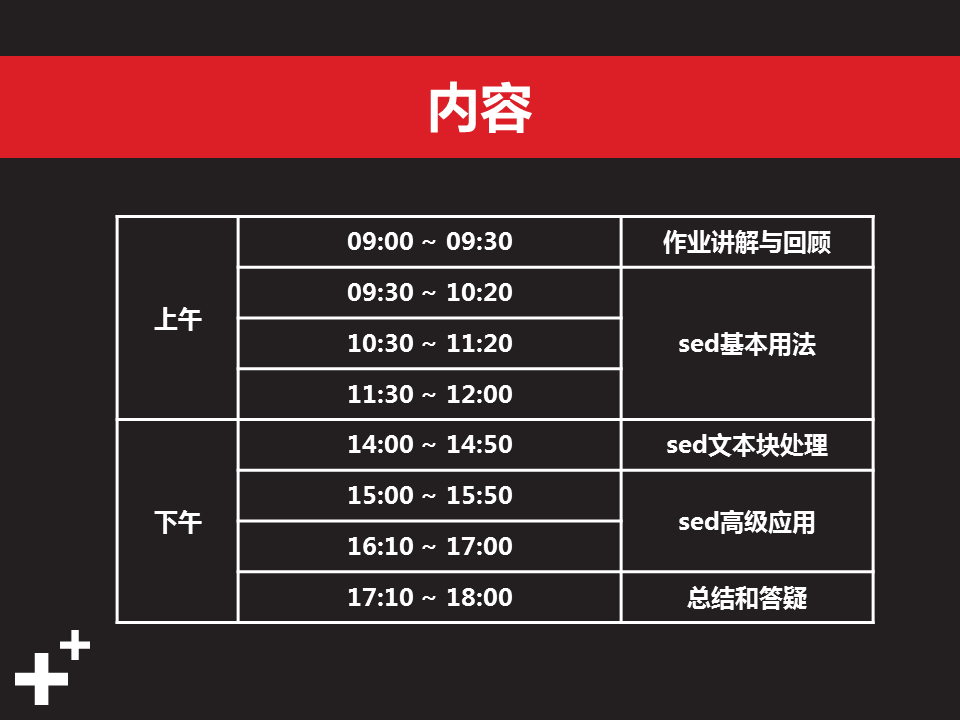 内容
上午
09:00 ~ 09:30
作业讲解与回顾
09:30 ~ 10:20
10:30 ~ 11:20
11:30 ~ 12:00
sed基本用法
下午
14:00 ~ 14:50
sed文本块处理
15:00 ~ 15:50
16:10 ~ 17:00
sed高级应用
17:10 ~ 18:00
总结和答疑